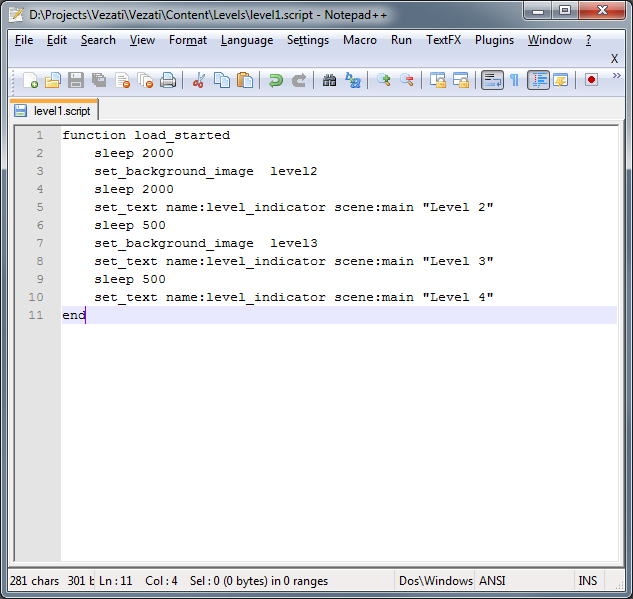 D:\Projects\Vezati\Vezati\Content\Levels\level1.script - Notepad++
File Edit Search View Format Language Settings Macro Run TextFX Plugins Window ?
X
level1.script
1 function load_started
2     sleep 2000
3     set_background_image  level2
4     sleep 2000
5     set_text name:level_indicator scene:main "Level 2"
6     sleep 500
7     set_background_image  level3
8     set_text name:level_indicator scene:main "Level 3"
9     sleep 500
10     set_text name:level_indicator scene:main "Level 4"
11 end
281 chars 301 b Ln : 11 Col : 4 Sel : 0 (0 bytes) in 0 ranges Dos\Windows ANSI INS